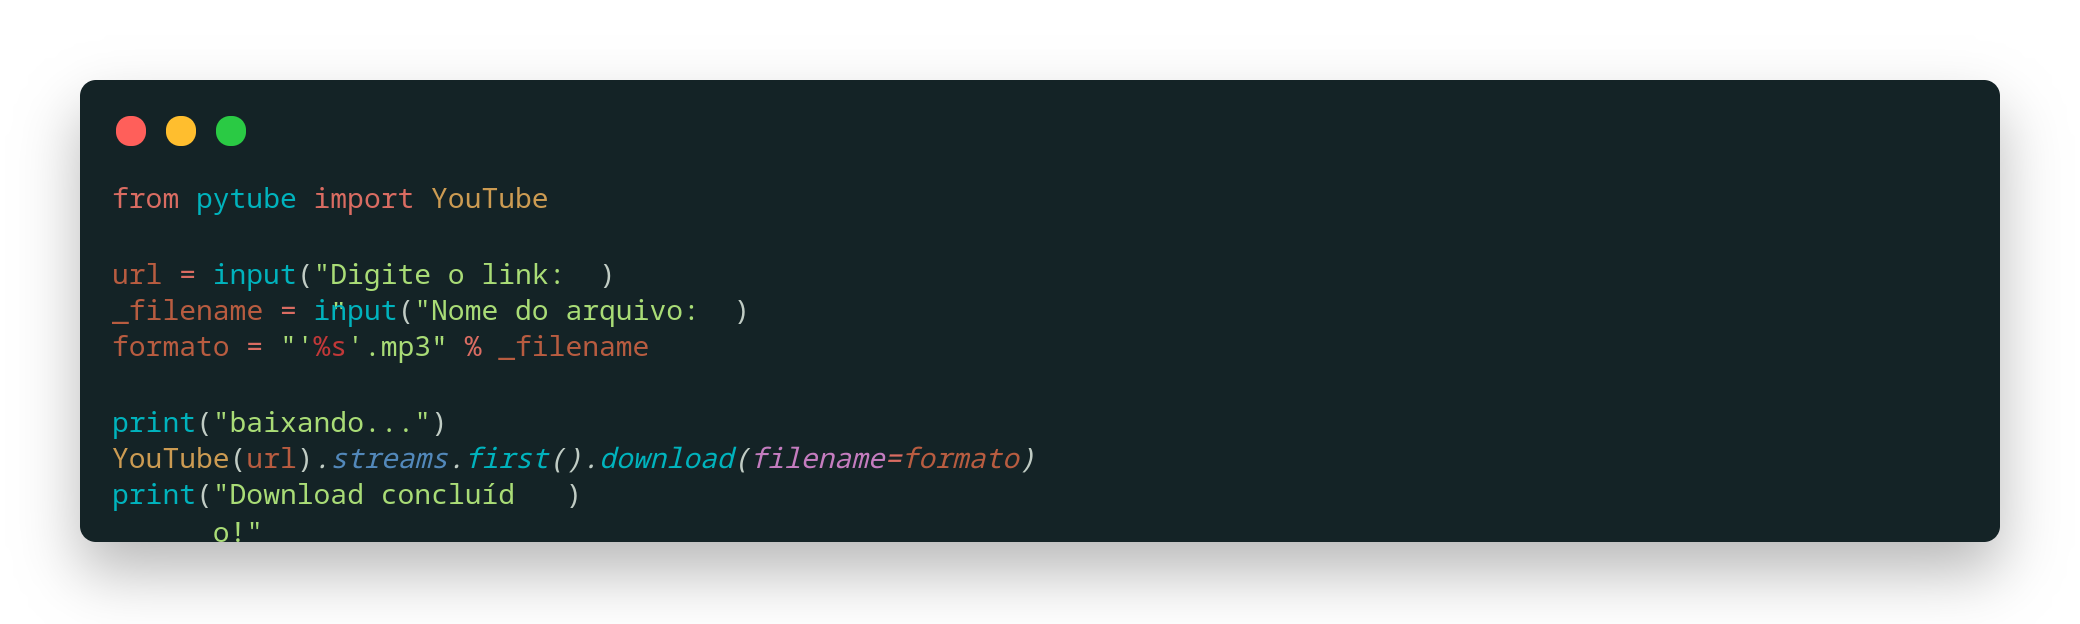 from pytube import YouTube
url = input("Digite o link: ")
_filename = input("Nome do arquivo: ")
formato = "'%s'.mp3" % _filename
print("baixando...")
YouTube(url).streams.first().download(filename=formato)
print("Download concluído!")